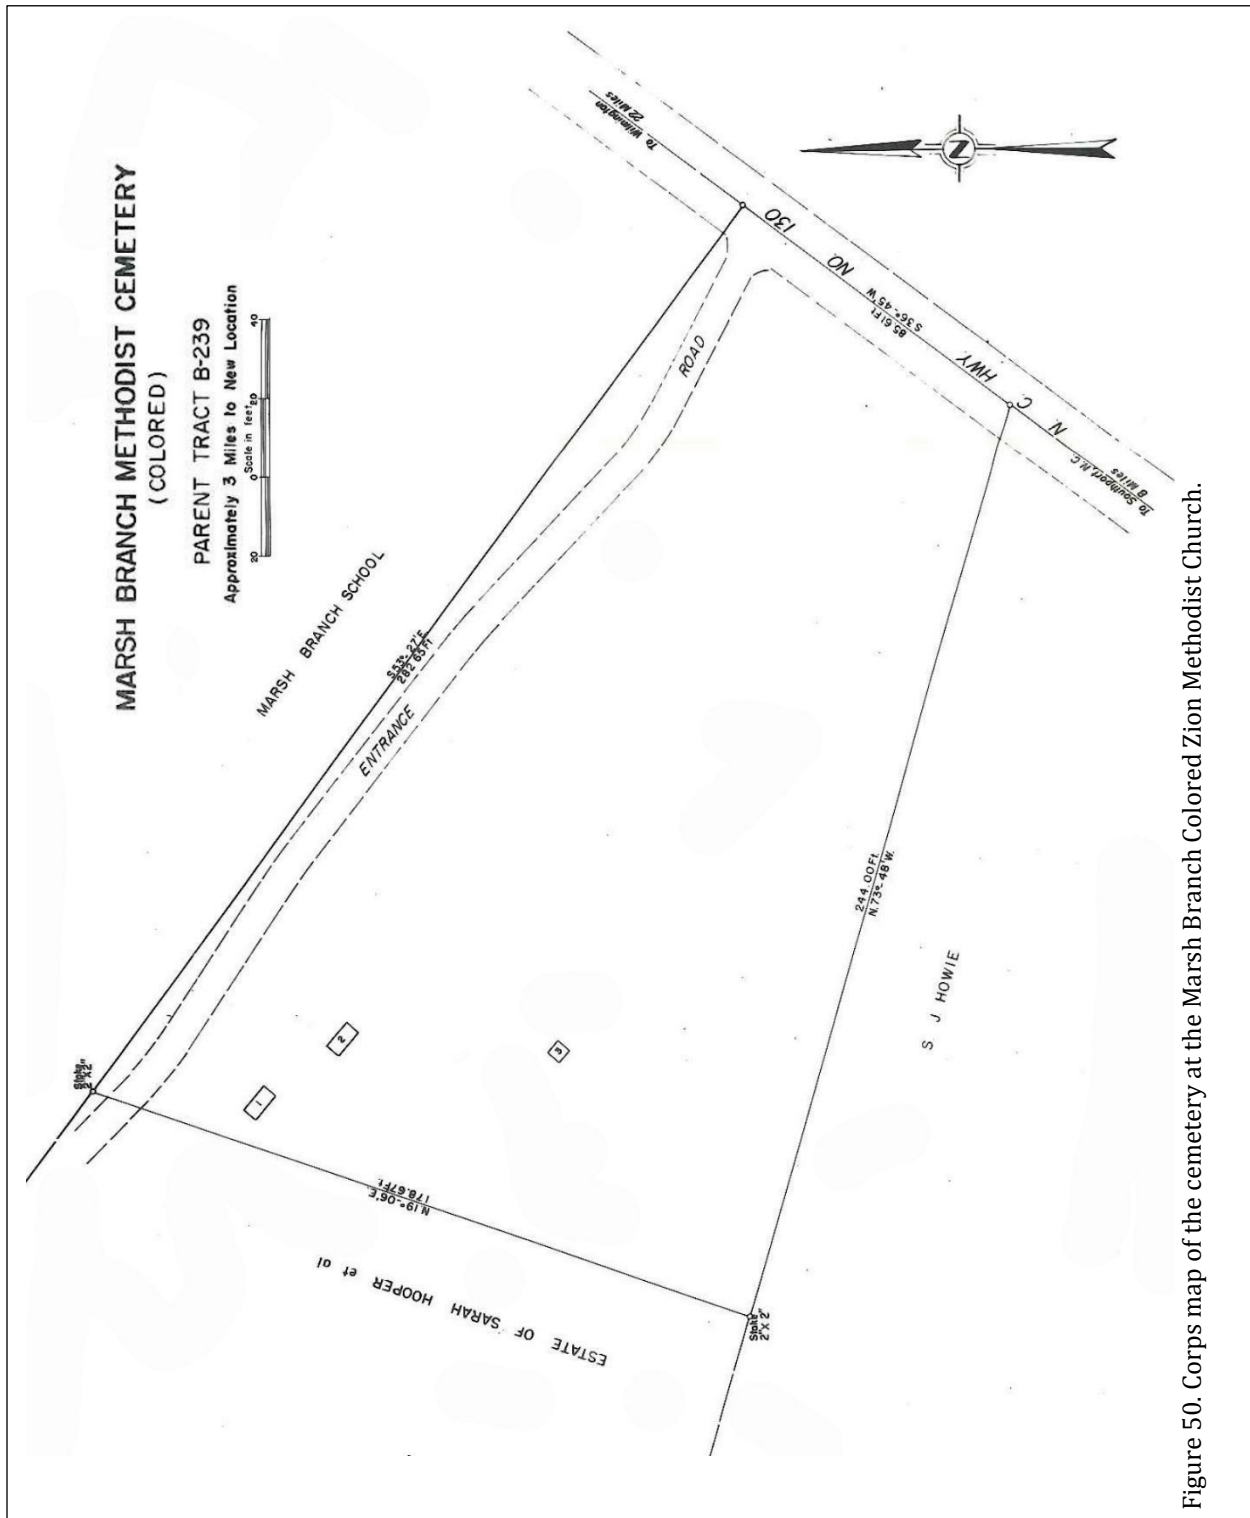 MARSH BRANCH METHODIST CEMETERY
(COLORED)
PARENT TRACT B-239
Approximately 3 Miles to New Location
20 0 20 40
Scale in feet
MARSH BRANCH SCHOOL
S53°-27'E.
282.63Ft
ENTRANCE
ROAD
To Wilmington
22 Miles
N
N. C. HWY. NO. 130
85.61Ft
S36°-45'W
To Southport, N.C.
8 Miles
Stake
2"X2"
1
2
3
N.19°-06'E.
178.67Ft.
ESTATE OF SARAH HOOPER et al
244.00Ft.
N.73°-48'W.
S J HOWIE
Stake
2"X 2"
Figure 50. Corps map of the cemetery at the Marsh Branch Colored Zion Methodist Church.